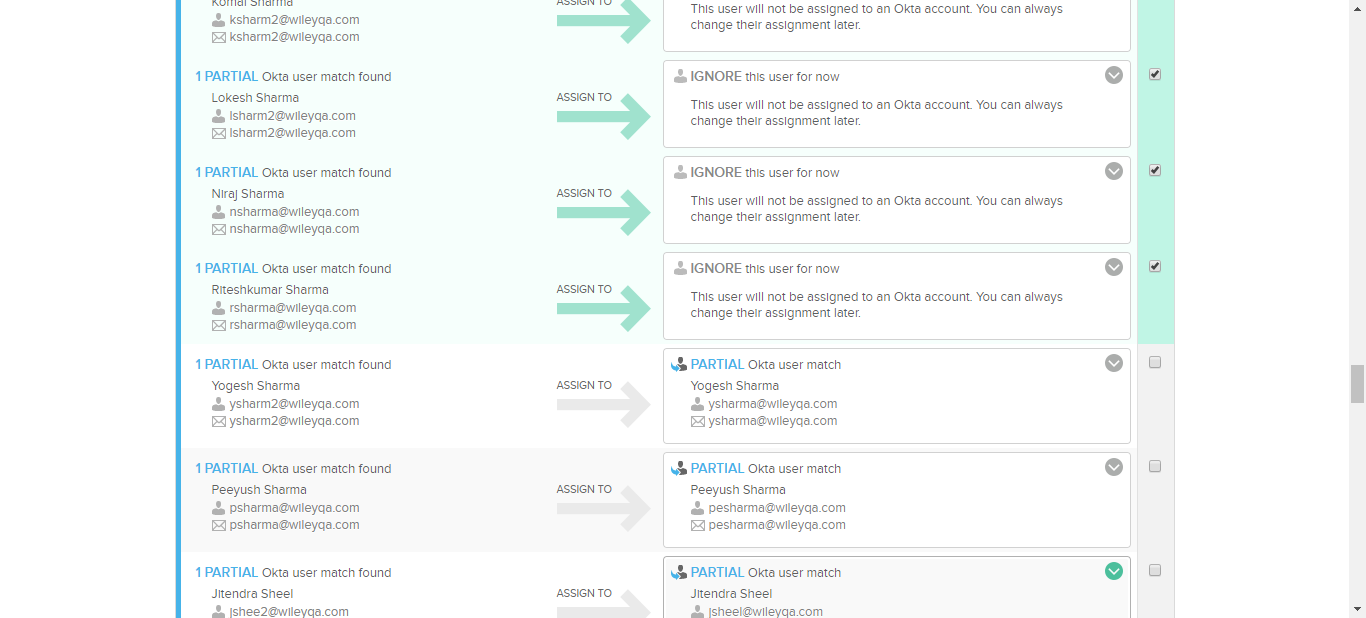 Komal Sharma
ksharm2@wileyqa.com
ksharm2@wileyqa.com
ASSIGN TO
This user will not be assigned to an Okta account. You can always
change their assignment later.
1 PARTIAL Okta user match found
Lokesh Sharma
lsharm2@wileyqa.com
lsharm2@wileyqa.com
ASSIGN TO
IGNORE this user for now
This user will not be assigned to an Okta account. You can always
change their assignment later.
1 PARTIAL Okta user match found
Niraj Sharma
nsharma@wileyqa.com
nsharma@wileyqa.com
ASSIGN TO
IGNORE this user for now
This user will not be assigned to an Okta account. You can always
change their assignment later.
1 PARTIAL Okta user match found
Riteshkumar Sharma
rsharma@wileyqa.com
rsharma@wileyqa.com
ASSIGN TO
IGNORE this user for now
This user will not be assigned to an Okta account. You can always
change their assignment later.
1 PARTIAL Okta user match found
Yogesh Sharma
ysharm2@wileyqa.com
ysharm2@wileyqa.com
ASSIGN TO
PARTIAL Okta user match
Yogesh Sharma
ysharma@wileyqa.com
ysharma@wileyqa.com
1 PARTIAL Okta user match found
Peeyush Sharma
psharma@wileyqa.com
psharma@wileyqa.com
ASSIGN TO
PARTIAL Okta user match
Peeyush Sharma
pesharma@wileyqa.com
pesharma@wileyqa.com
1 PARTIAL Okta user match found
Jitendra Sheel
jshee2@wileyqa.com
ASSIGN TO
PARTIAL Okta user match
Jitendra Sheel
jsheel@wileyqa.com